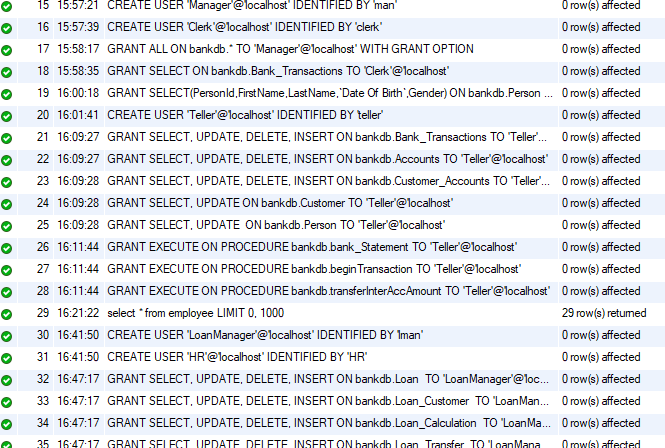 15 15:57:21 CREATE USER 'Manager'@'localhost' IDENTIFIED BY 'man' 0 row(s) affected
16 15:57:39 CREATE USER 'Clerk'@'localhost' IDENTIFIED BY 'clerk' 0 row(s) affected
17 15:58:17 GRANT ALL ON bankdb.* TO 'Manager'@'localhost' WITH GRANT OPTION 0 row(s) affected
18 15:58:35 GRANT SELECT ON bankdb.Bank_Transactions TO 'Clerk'@'localhost' 0 row(s) affected
19 16:00:18 GRANT SELECT(PersonId,FirstName,LastName,`Date Of Birth`,Gender) ON bankdb.Person ... 0 row(s) affected
20 16:01:41 CREATE USER 'Teller'@'localhost' IDENTIFIED BY 'teller' 0 row(s) affected
21 16:09:27 GRANT SELECT, UPDATE, DELETE, INSERT ON bankdb.Bank_Transactions TO 'Teller'... 0 row(s) affected
22 16:09:27 GRANT SELECT, UPDATE, DELETE, INSERT ON bankdb.Accounts TO 'Teller'@'localhost' 0 row(s) affected
23 16:09:28 GRANT SELECT, UPDATE, DELETE, INSERT ON bankdb.Customer_Accounts TO 'Teller'... 0 row(s) affected
24 16:09:28 GRANT SELECT, UPDATE ON bankdb.Customer TO 'Teller'@'localhost' 0 row(s) affected
25 16:09:28 GRANT SELECT, UPDATE  ON bankdb.Person TO 'Teller'@'localhost' 0 row(s) affected
26 16:11:44 GRANT EXECUTE ON PROCEDURE bankdb.bank_Statement TO 'Teller'@'localhost' 0 row(s) affected
27 16:11:44 GRANT EXECUTE ON PROCEDURE bankdb.beginTransaction TO 'Teller'@'localhost' 0 row(s) affected
28 16:11:44 GRANT EXECUTE ON PROCEDURE bankdb.transferInterAccAmount TO 'Teller'@'localhost' 0 row(s) affected
29 16:21:22 select * from employee LIMIT 0, 1000 29 row(s) returned
30 16:41:50 CREATE USER 'LoanManager'@'localhost' IDENTIFIED BY 'lman' 0 row(s) affected
31 16:41:50 CREATE USER 'HR'@'localhost' IDENTIFIED BY 'HR' 0 row(s) affected
32 16:47:17 GRANT SELECT, UPDATE, DELETE, INSERT ON bankdb.Loan  TO 'LoanManager'@'loc... 0 row(s) affected
33 16:47:17 GRANT SELECT, UPDATE, DELETE, INSERT ON bankdb.Loan_Customer  TO 'LoanMan... 0 row(s) affected
34 16:47:17 GRANT SELECT, UPDATE, DELETE, INSERT ON bankdb.Loan_Calculation  TO 'LoanMa... 0 row(s) affected
35 16:47:17 GRANT SELECT, UPDATE, DELETE, INSERT ON bankdb.Loan_Transfer  TO 'LoanMana... 0 row(s) affected